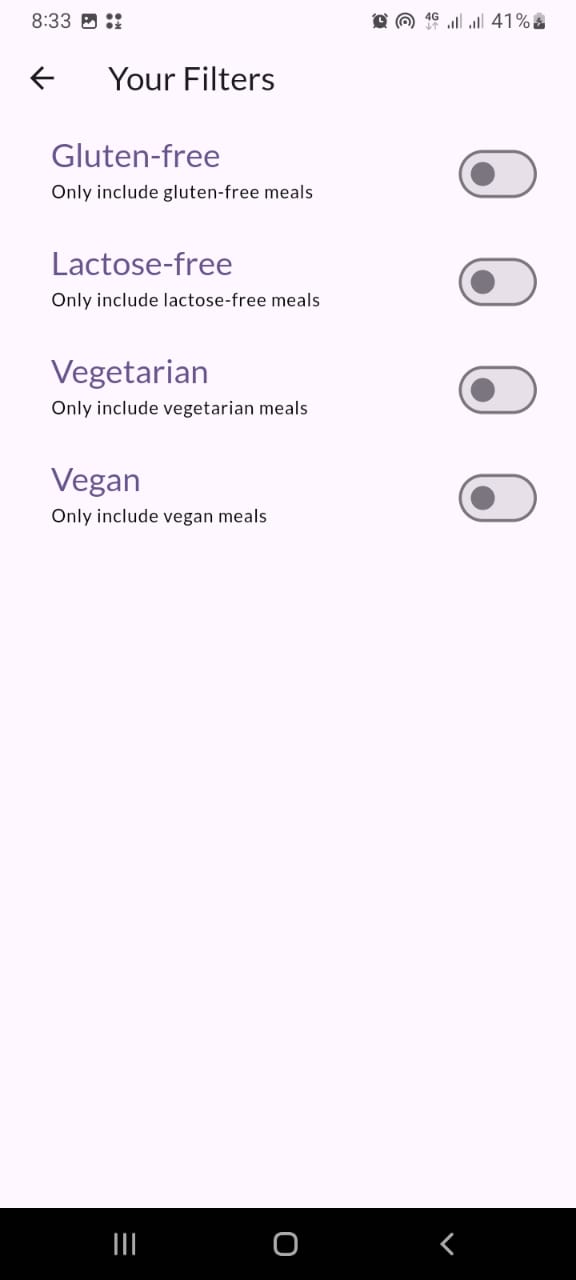 8:33 4G 41%
Your Filters
Gluten-free
Only include gluten-free meals
Lactose-free
Only include lactose-free meals
Vegetarian
Only include vegetarian meals
Vegan
Only include vegan meals